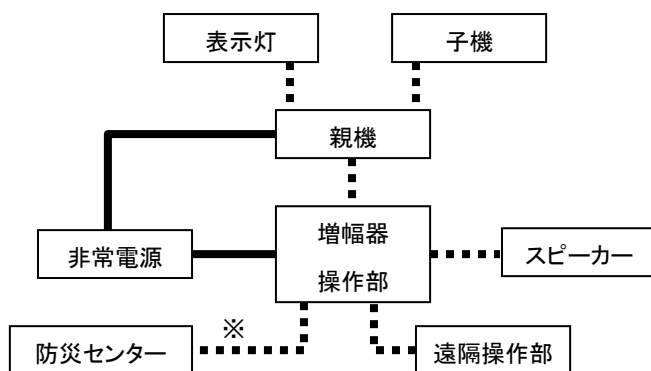 表示灯
子機
親機
増幅器
操作部
非常電源
スピーカー
※
防災センター
遠隔操作部